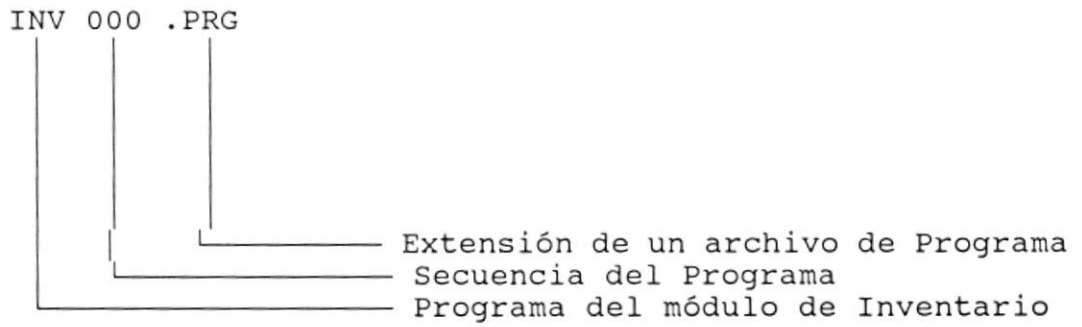 INV 000 .PRG
Extensión de un archivo de Programa
Secuencia del Programa
Programa del módulo de Inventario